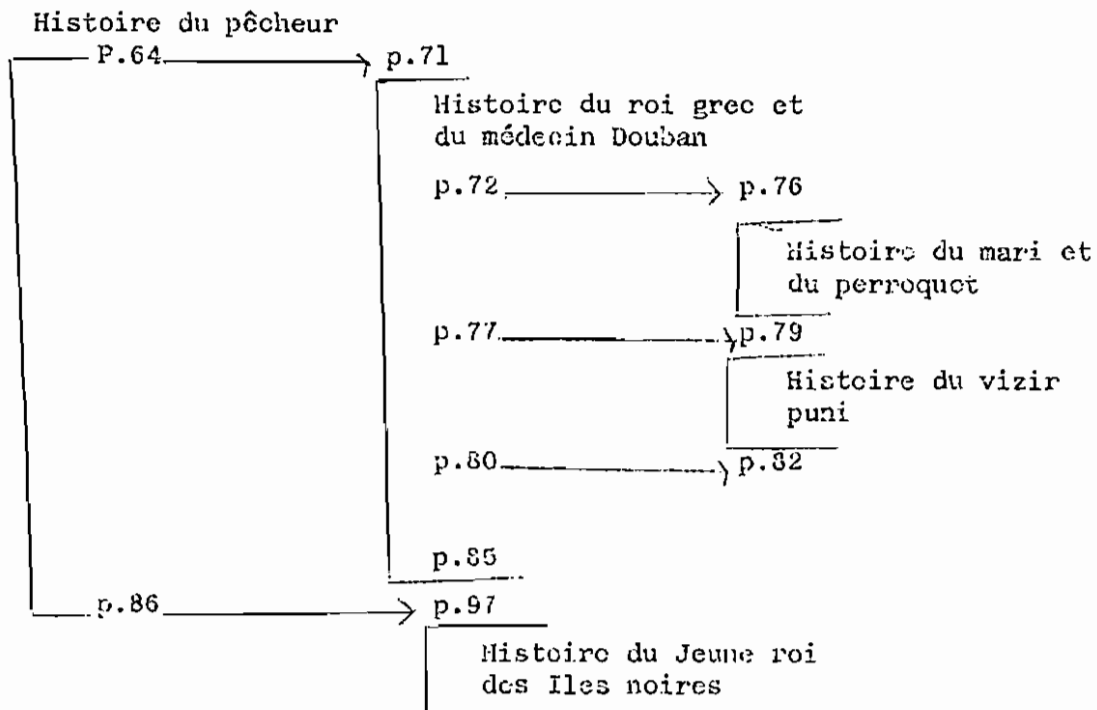 Histoire du pêcheur
P.64 p.71
Histoire du roi grec et
du médecin Douban
p.72 p.76
Histoire du mari et
du perroquet
p.77 p.79
Histoire du vizir
puni
p.80 p.82
p.85
p.86 p.97
Histoire du Jeune roi
des Iles noires